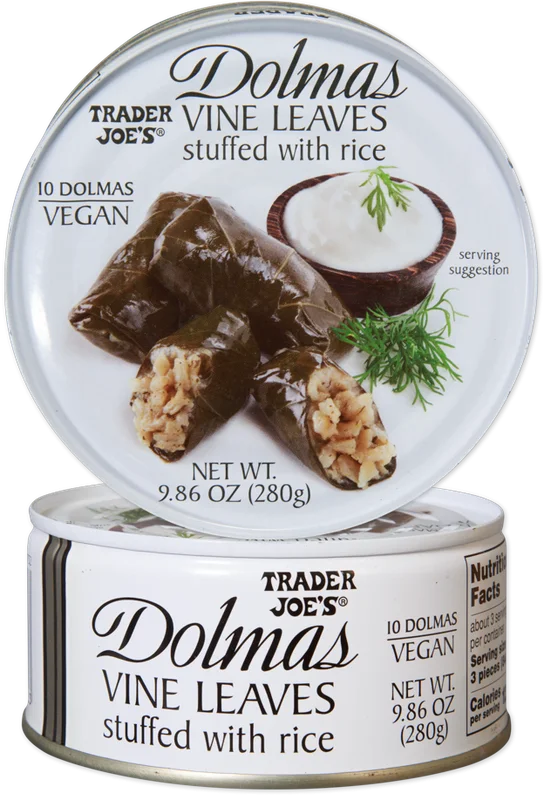 TRADER
Dolmas
TRADER
JOE'S®
VINE LEAVES
stuffed with rice
10 DOLMAS
VEGAN
serving
suggestion
NET WT.
9.86 OZ (280g)
TRADER
JOE'S®
Dolmas
VINE LEAVES
stuffed with rice
10 DOLMAS
VEGAN
NET WT.
9.86 OZ
(280g)
Facts
about 3
per
Serving
3 pieces
Calories
per serving